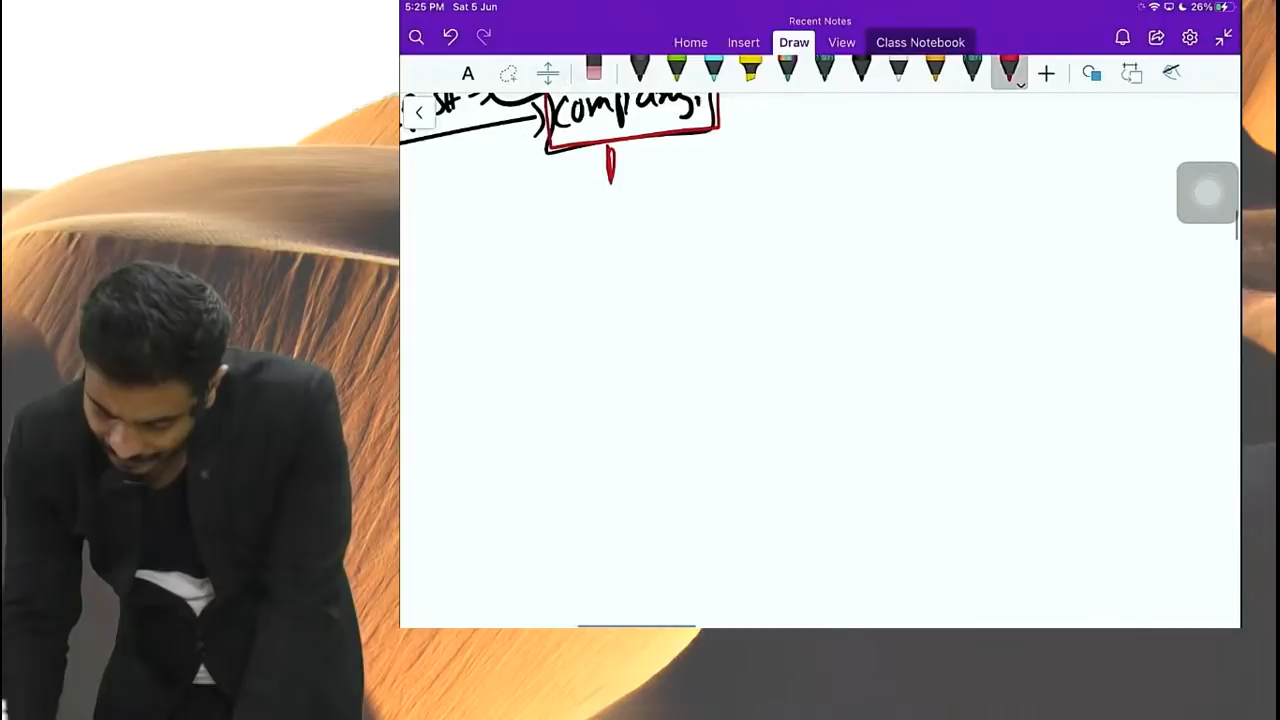 5:25 PM Sat 5 Jun
26%
Recent Notes
Home Insert Draw View Class Notebook
A
company.